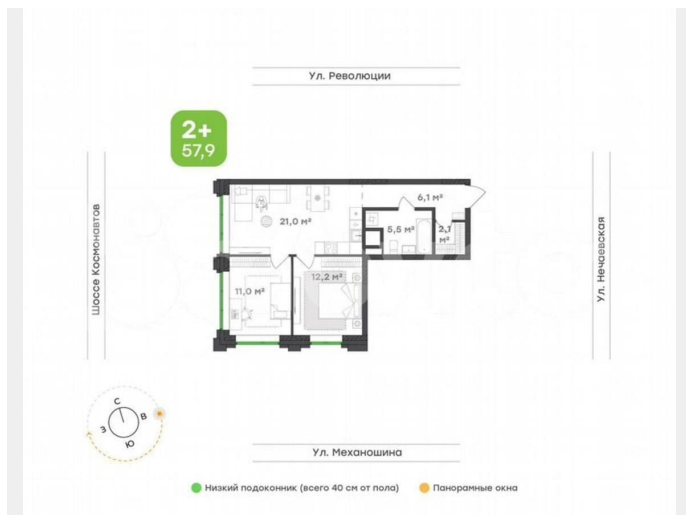 Ул. Революции
2+
57,9
6,1 м²
21,0 м²
5,5 м²
2,1
м²
Шоссе Космонавтов
Ул. Нечаевская
11,0 м²
12,2 м²
С
В
З
Ю
Ул. Механошина
Низкий подоконник (всего 40 см от пола)
Панорамные окна